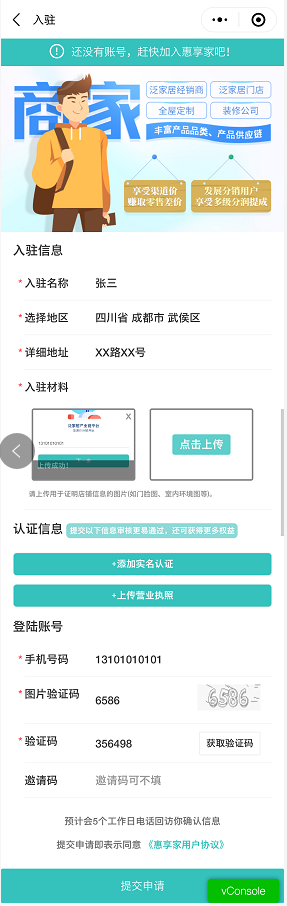 入驻
还没有账号，赶快加入惠享家吧！
商家
泛家居经销商 泛家居门店
全屋定制 装修公司
丰富产品品类、产品供应链
享受渠道价
赚取零售差价
发展分销用户
享受多级分润提成
入驻信息
* 入驻名称 张三
* 选择地区 四川省 成都市 武侯区
* 详细地址 XX路XX号
* 入驻材料
X
13101010101
上传成功！
点击上传
请上传用于证明店铺信息的图片(如门脸图、室内环境图等)。
认证信息 提交以下信息审核更易通过，还可获得更多权益
+添加实名认证
+上传营业执照
登陆账号
* 手机号码 13101010101
* 图片验证码 6586 6586
* 验证码 356498 获取验证码
邀请码 邀请码可不填
预计会5个工作日电话回访你确认信息
提交申请即表示同意《惠享家用户协议》
提交申请
vConsole